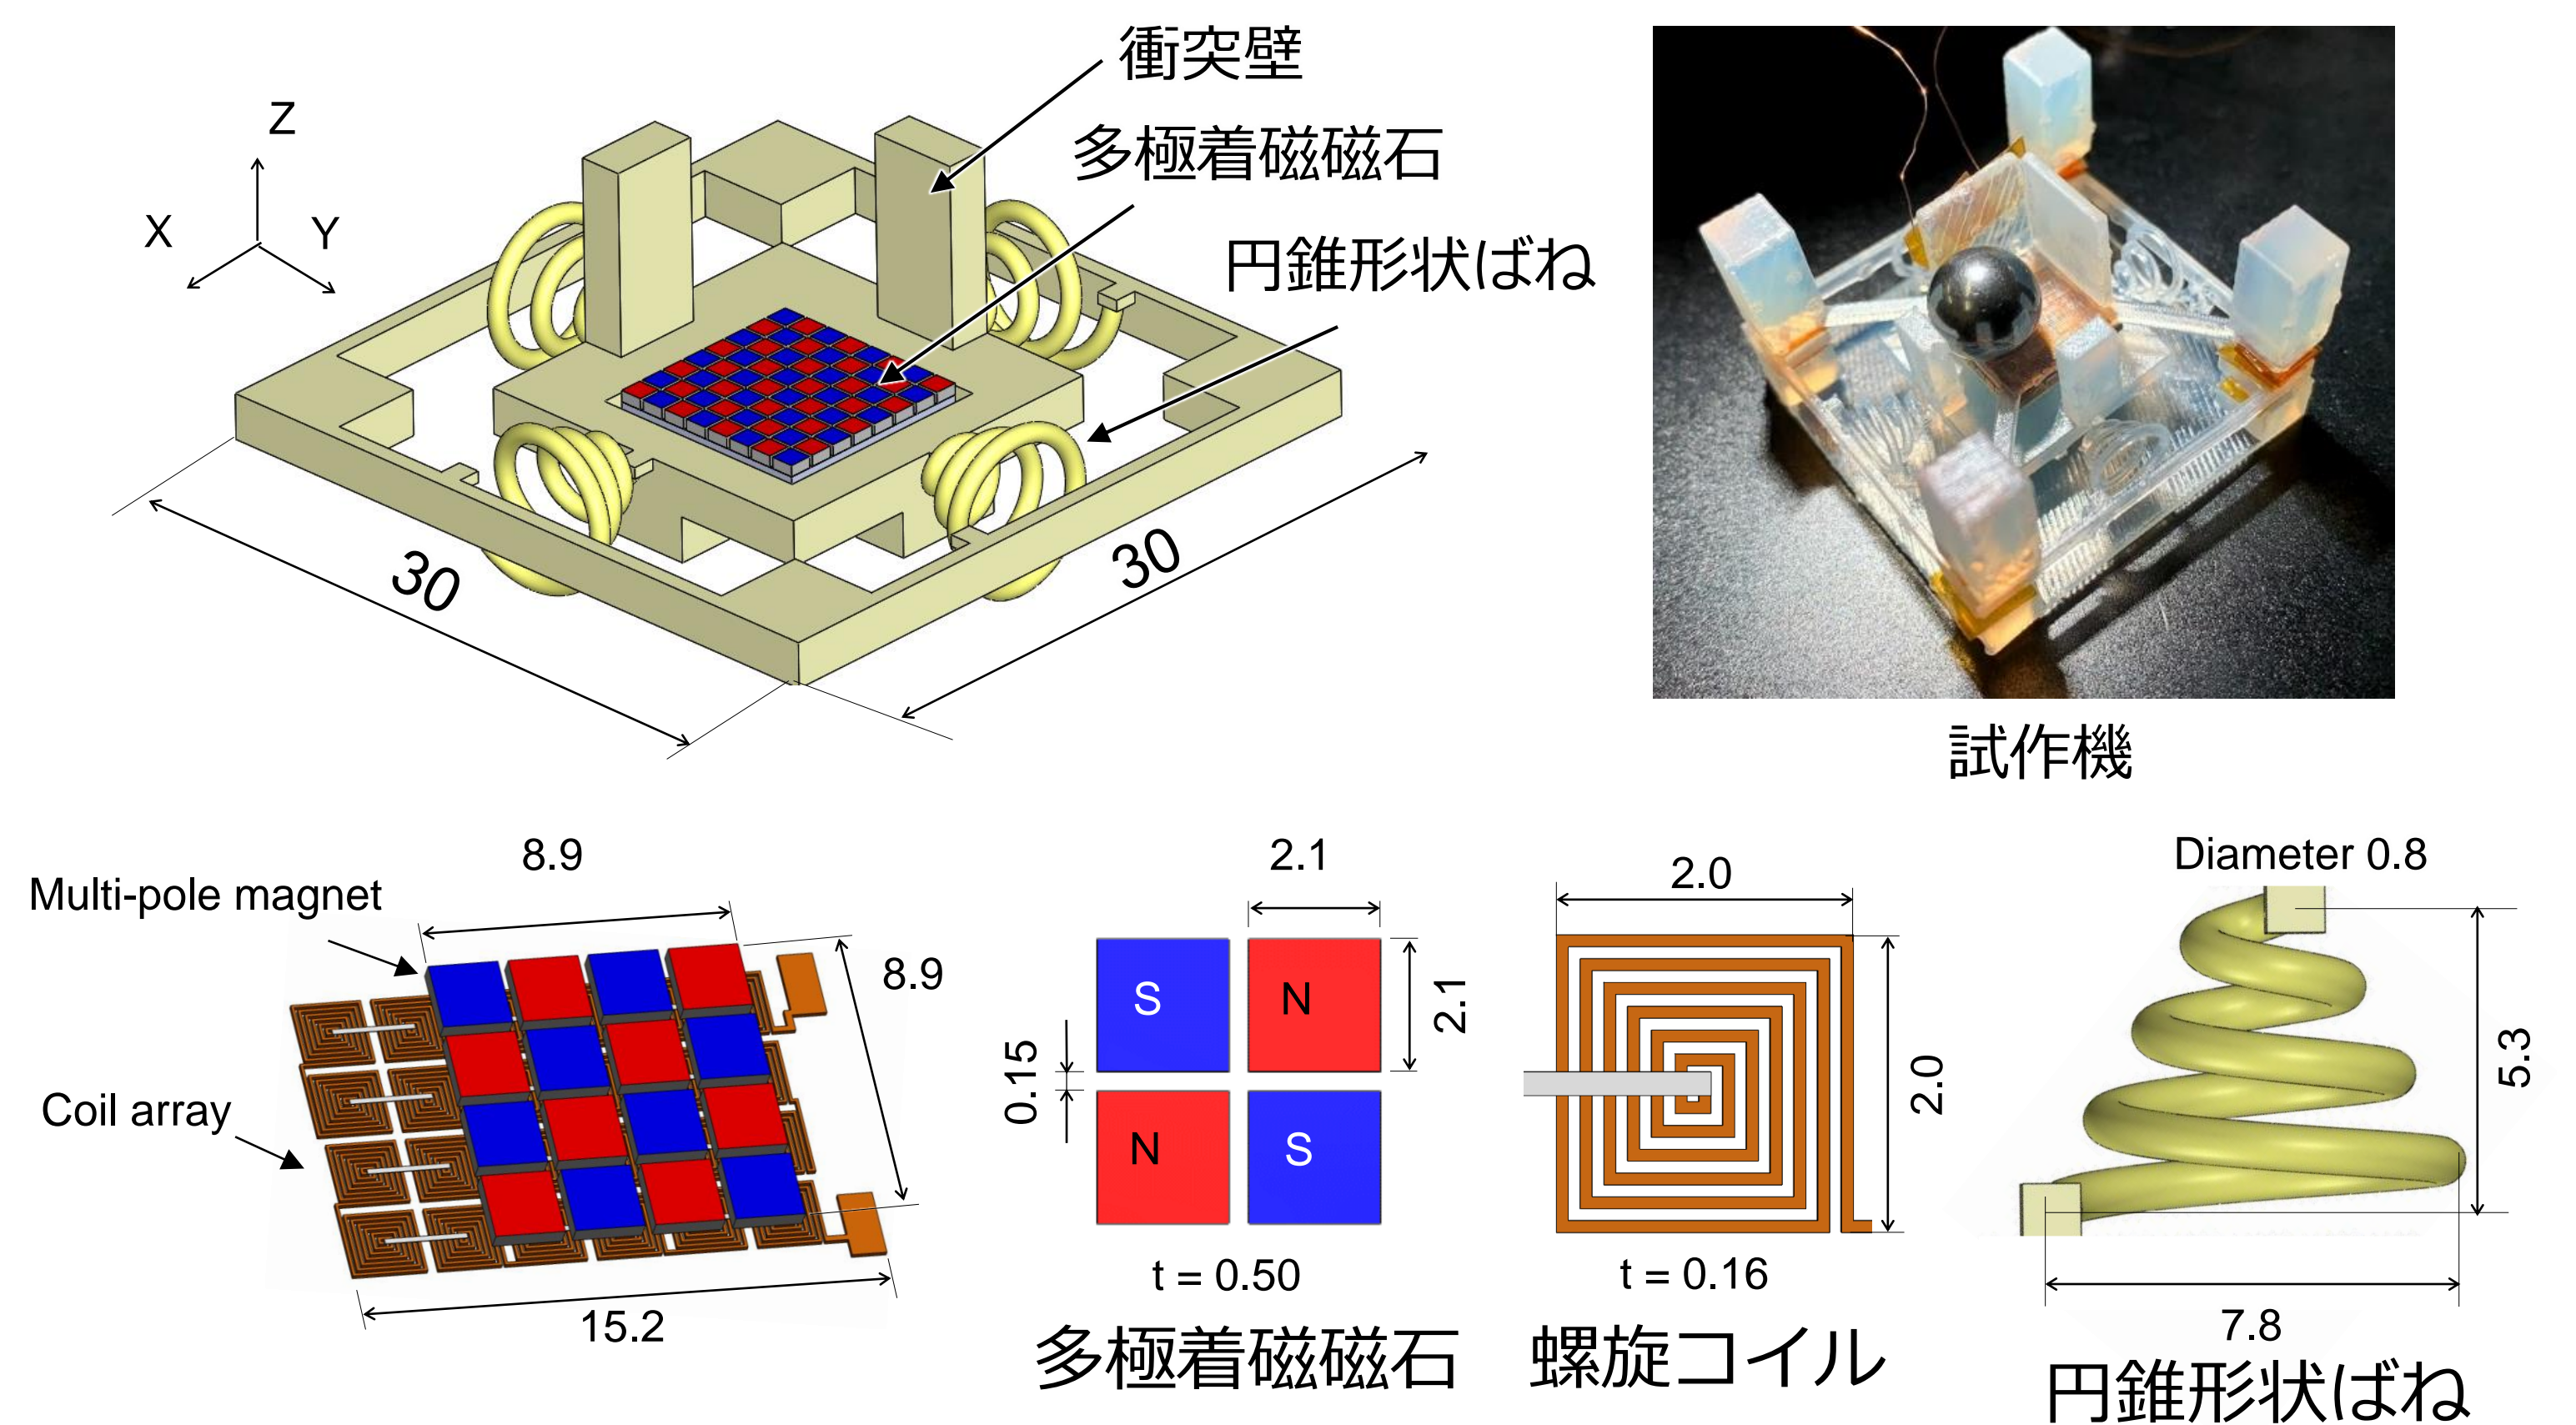 衝突壁
多極着磁磁石
円錐形状ばね
Z
X
Y
30
30
試作機
Multi-pole magnet
Coil array
8.9
8.9
15.2
2.1
2.1
0.15
S
N
N
S
t = 0.50
多極着磁磁石
2.0
2.0
t = 0.16
螺旋コイル
Diameter 0.8
5.3
7.8
円錐形状ばね